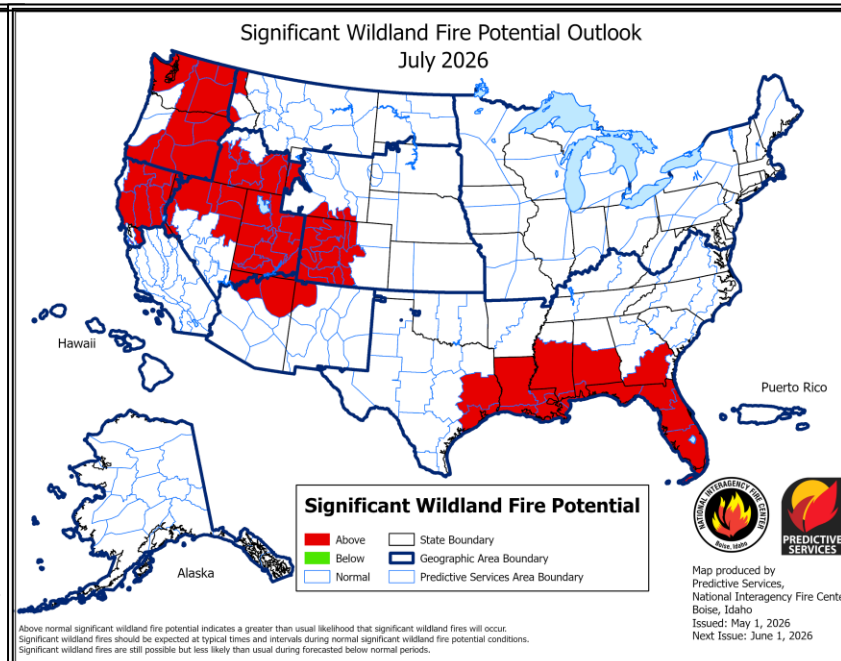 Significant Wildland Fire Potential Outlook
July 2026
Hawaii
Puerto Rico
Alaska
Significant Wildland Fire Potential
Above
State Boundary
Below
Geographic Area Boundary
Normal
Predictive Services Area Boundary
NATIONAL INTERAGENCY FIRE CENTER
Boise, Idaho
PREDICTIVE
SERVICES
Map produced by
Predictive Services,
National Interagency Fire Cente
Boise, Idaho
Issued: May 1, 2026
Next Issue: June 1, 2026
Above normal significant wildland fire potential indicates a greater than usual likelihood that significant wildland fires will occur.
Significant wildland fires should be expected at typical times and intervals during normal significant wildland fire potential conditions.
Significant wildland fires are still possible but less likely than usual during forecasted below normal periods.